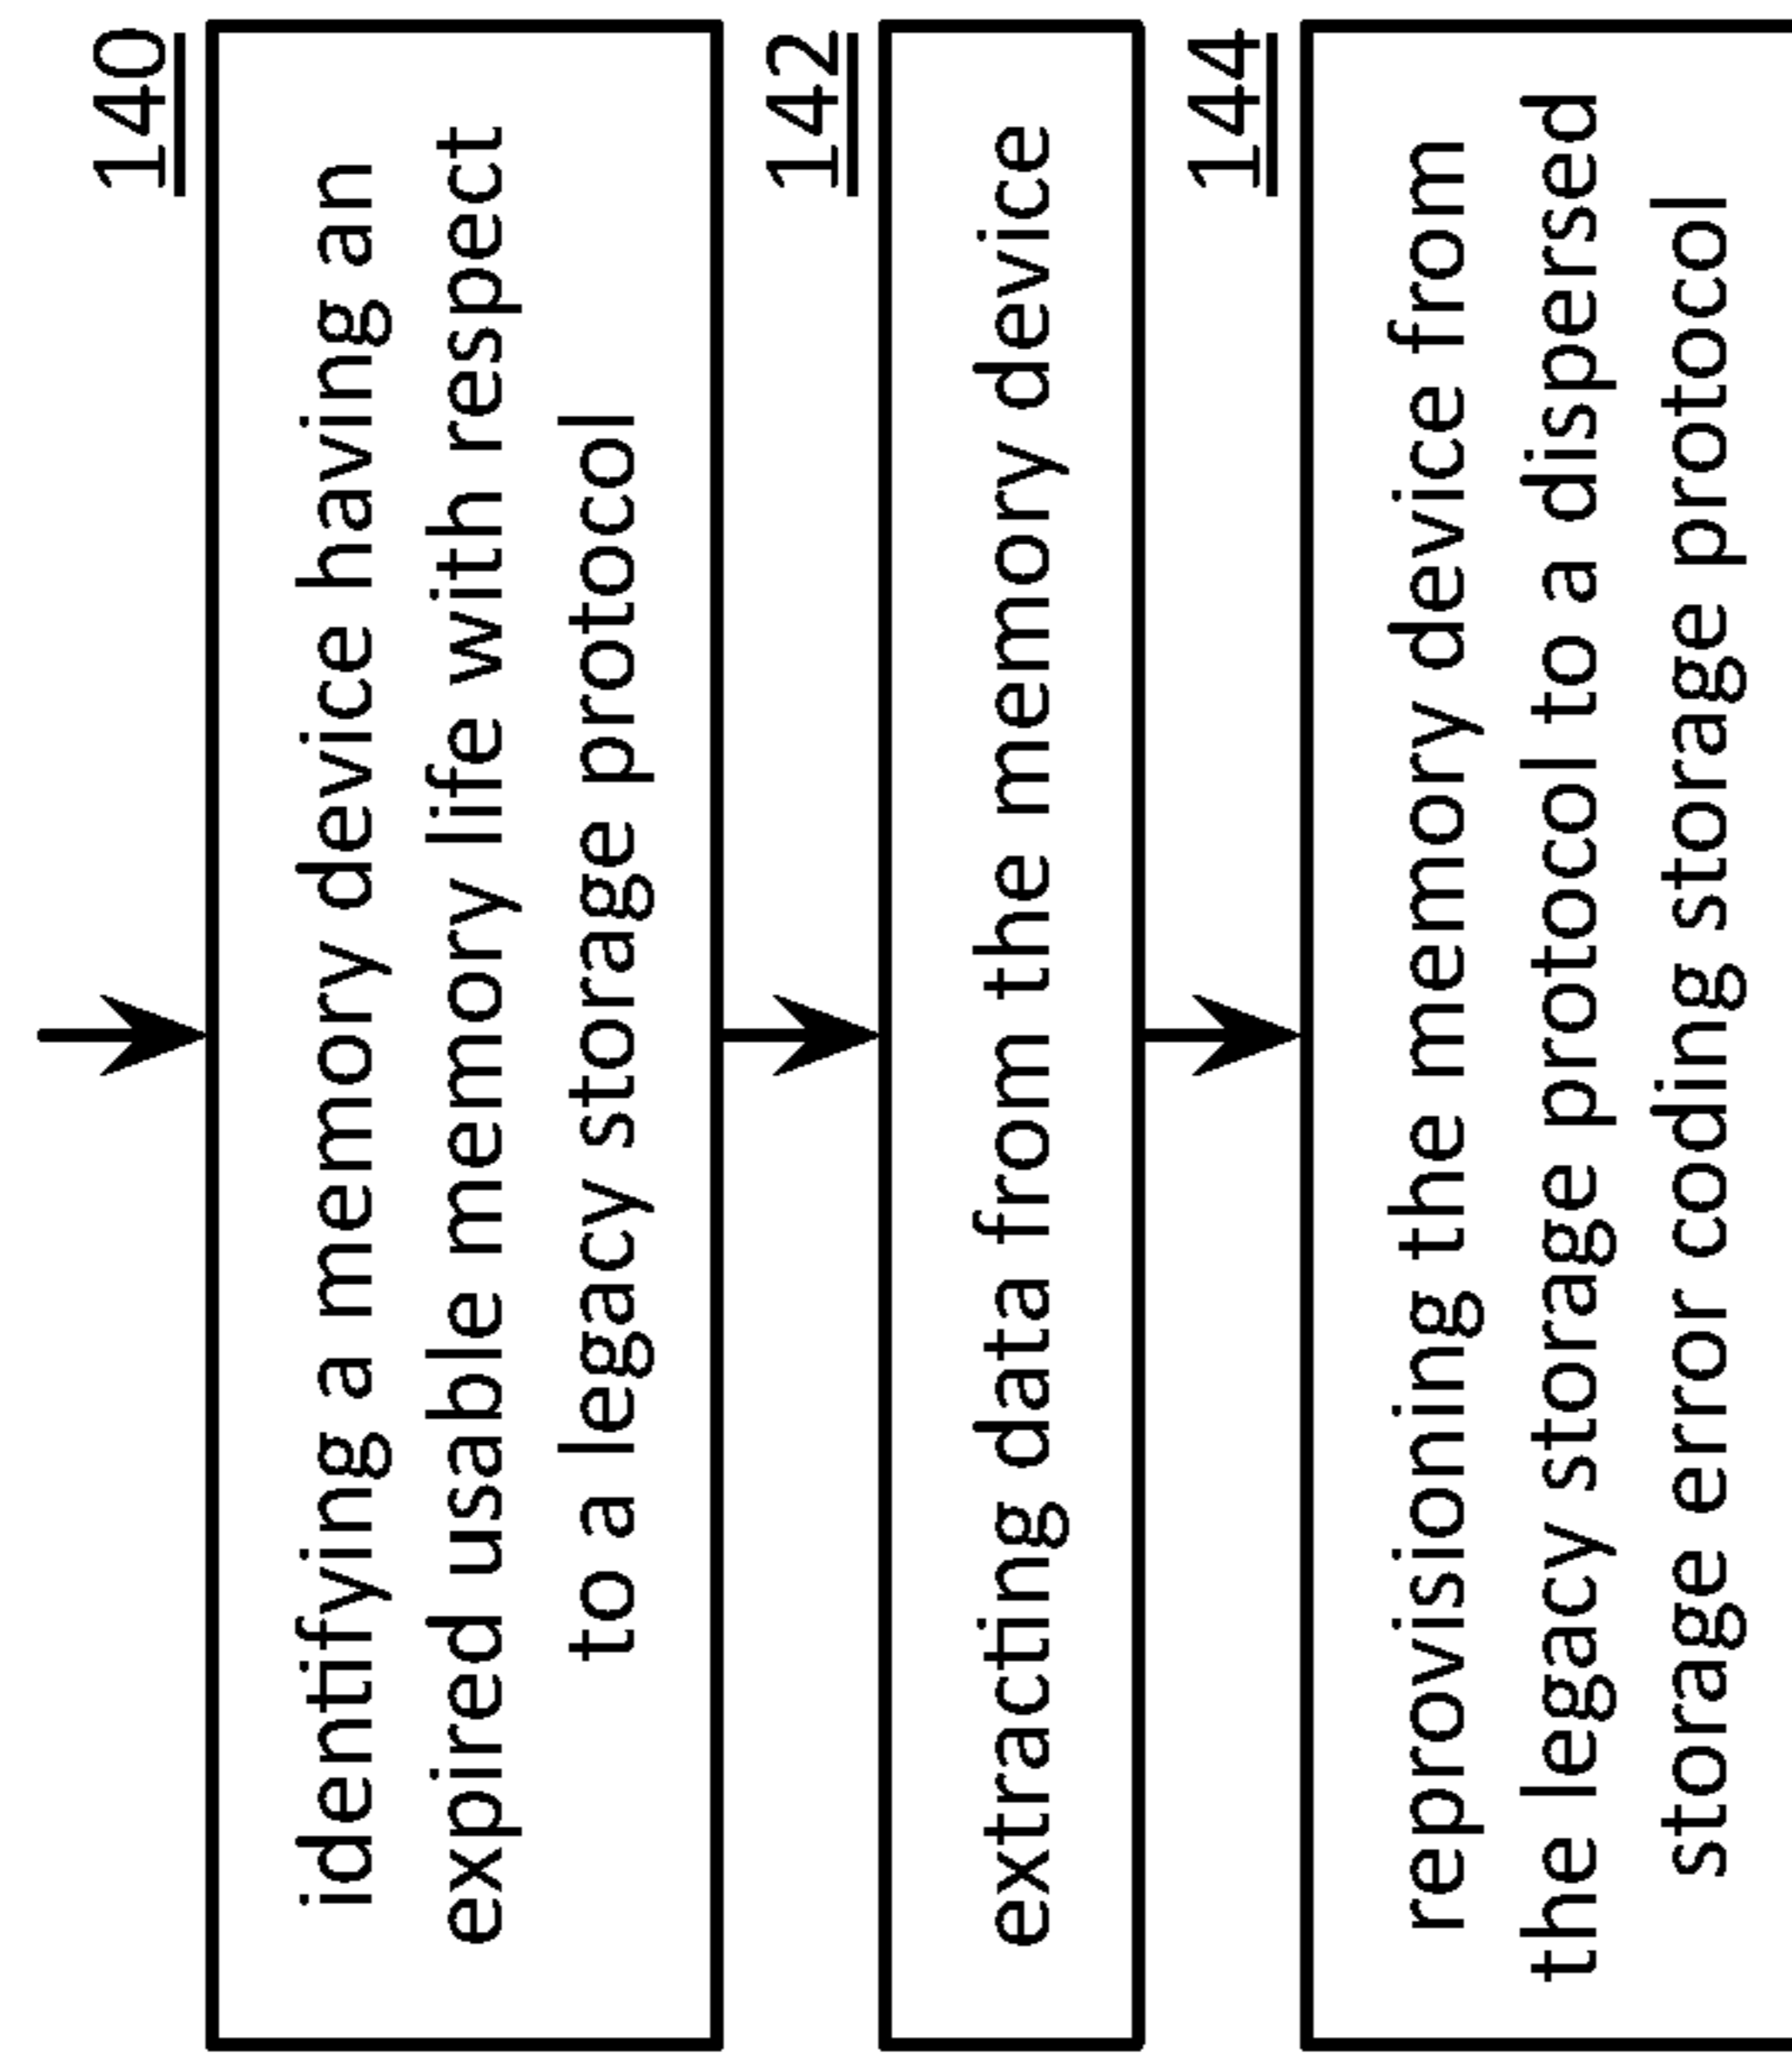 140
identifying a memory device having an
expired usable memory life with respect
to a legacy storage protocol
142
extracting data from the memory device
144
reprovisioning the memory device from
the legacy storage protocol to a dispersed
storage error coding storage protocol